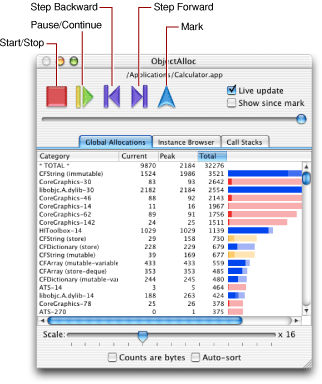 Step Backward
Step Forward
Pause/Continue
Mark
Start/Stop
ObjectAlloc
/Applications/Calculator.app
Live update
Show since mark
Global Allocations Instance Browser Call Stacks
Category Current Peak Total
* TOTAL * 9870 2184 32276
CFString (immutable) 1524 1986 3521
CoreGraphics-30 83 93 2642
libobjc.A.dylib-30 2182 2184 2554
CoreGraphics-46 88 92 2143
CoreGraphics-14 11 16 1967
CoreGraphics-62 89 91 1756
CoreGraphics-142 24 25 1511
HIToolbox-14 1029 1029 1139
CFString (store) 29 158 730
CFDictionary (store) 228 229 679
CFString (mutable) 39 169 677
CFArray (mutable-variable 433 433 559
CFArray (store-deque) 353 353 485
CFDictionary (mutable-va 244 245 480
ATS-14 3 5 464
libobjc.A.dylib-14 188 263 424
CoreGraphics-78 25 26 378
ATS-270 0 1 375
Scale: x 16
Counts are bytes Auto-sort